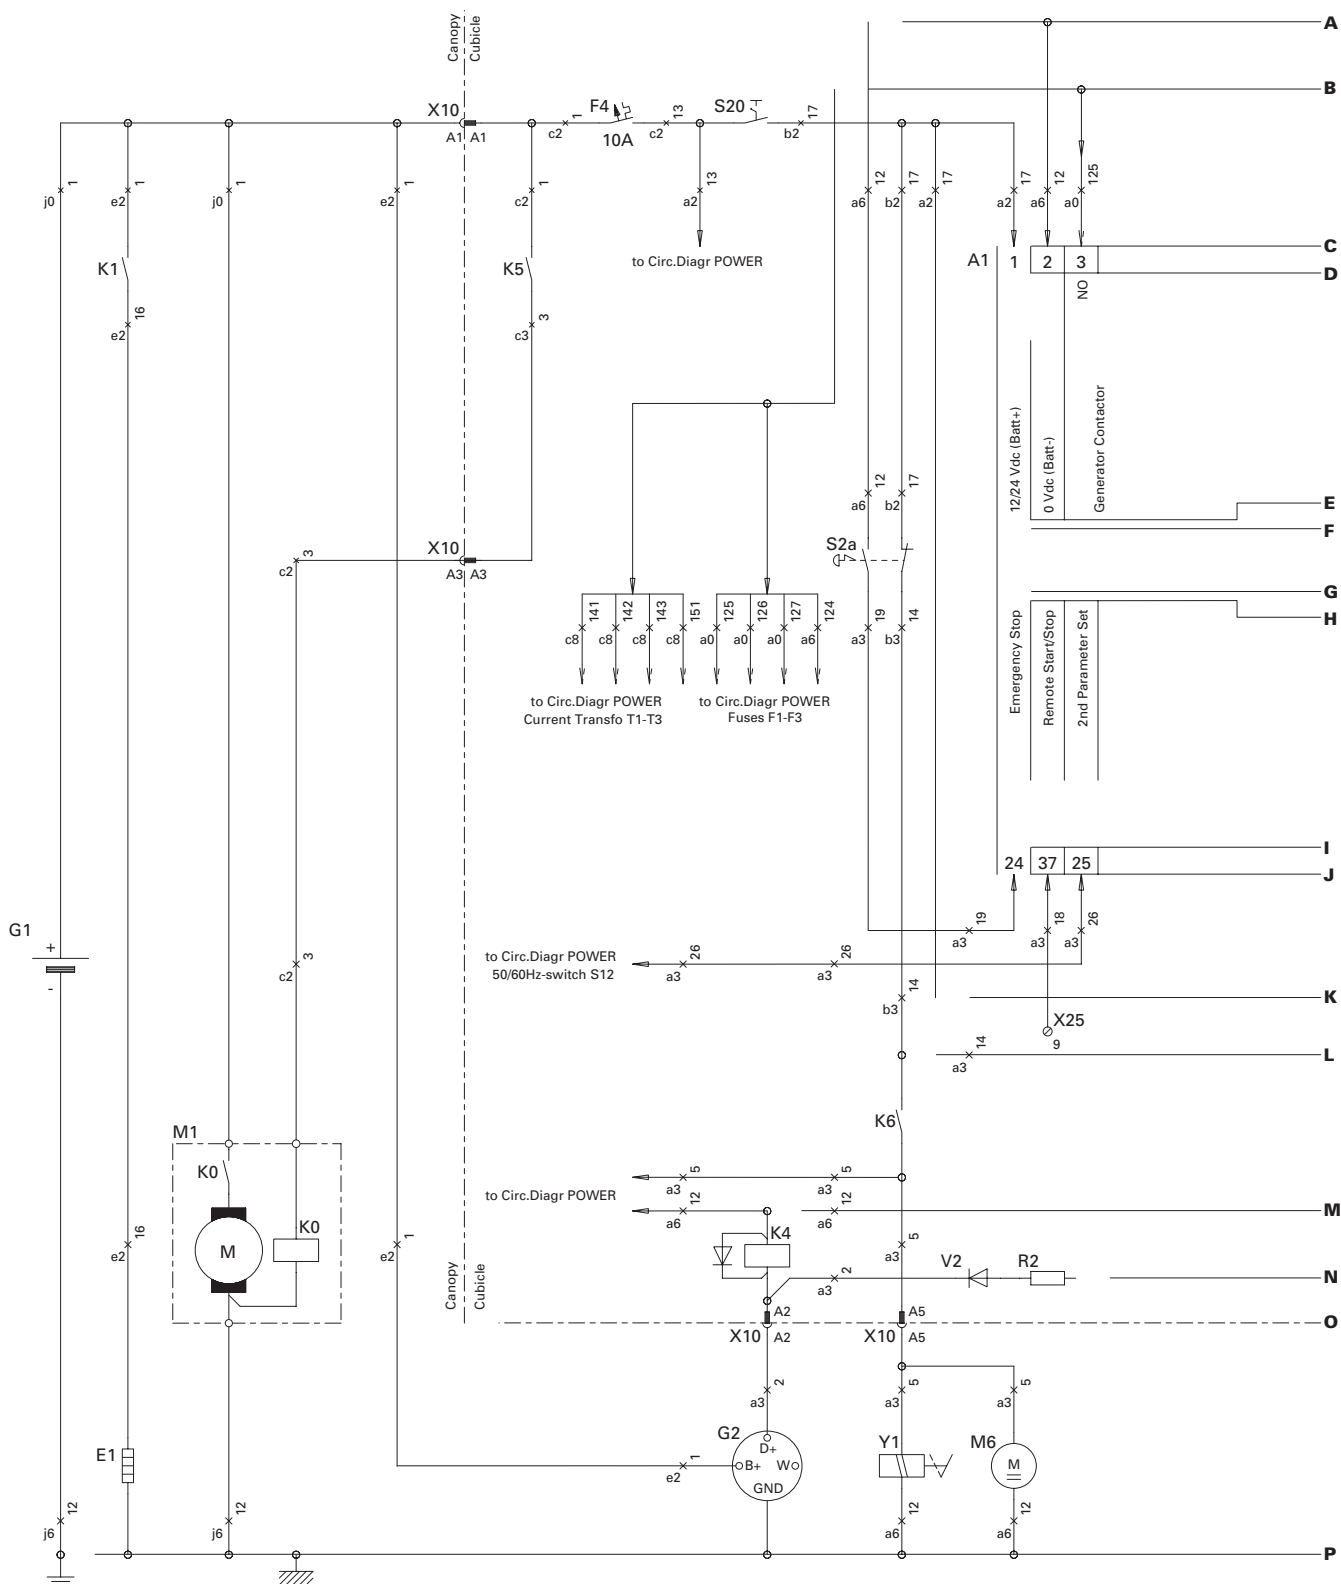 Canopy
Cubicle
A
B
X10
A1 A1
F4
10A
S20
1
c2
13
c2
17
b2
1
j0
1
e2
1
j0
1
e2
1
c2
13
a2
12
a6
17
b2
17
a2
17
a2
12
a6
125
a0
to Circ.Diagr POWER
K1
K5
A1
1
2
3
NO
C
D
16
e2
3
c3
12/24 Vdc (Batt+)
0 Vdc (Batt-)
Generator Contactor
12
a6
17
b2
E
F
S2a
X10
A3 A3
3
c2
G
H
141
c8
142
c8
143
c8
151
c8
125
a0
126
a0
127
a0
124
a6
19
a3
14
b3
to Circ.Diagr POWER
Current Transfo T1-T3
to Circ.Diagr POWER
Fuses F1-F3
Emergency Stop
Remote Start/Stop
2nd Parameter Set
24
37
25
I
J
G1
+
-
3
c2
19
a3
18
a3
26
a3
to Circ.Diagr POWER
50/60Hz-switch S12
26
a3
26
a3
14
b3
K
X25
9
14
a3
L
K6
M1
K0
K0
M
to Circ.Diagr POWER
5
a3
5
a3
12
a6
12
a6
M
K4
16
e2
1
e2
5
a3
2
a3
V2
R2
N
Canopy
Cubicle
A2
X10
A2
A5
X10
A5
O
2
a3
5
a3
5
a3
G2
D+
B+
W
GND
1
e2
Y1
M6
M
E1
12
j6
12
j6
12
a6
12
a6
P